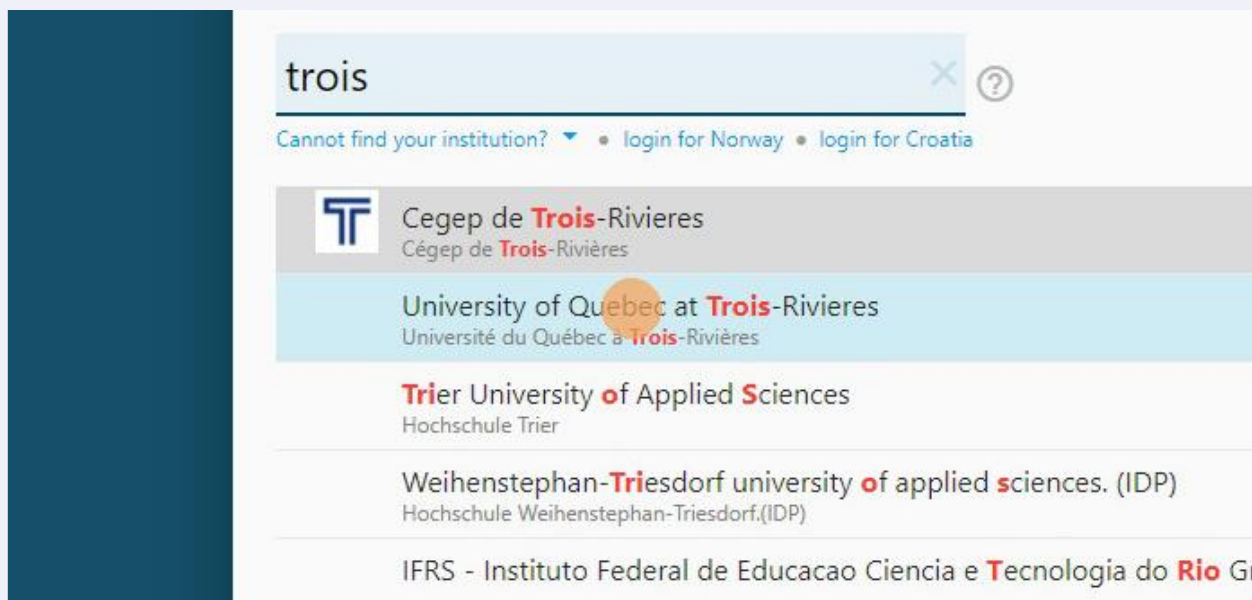 trois
Cannot find your institution? • login for Norway • login for Croatia
Cegep de Trois-Rivieres
Cégep de Trois-Rivières
University of Quebec at Trois-Rivieres
Université du Québec à Trois-Rivières
Trier University of Applied Sciences
Hochschule Trier
Weihenstephan-Triesdorf university of applied sciences. (IDP)
Hochschule Weihenstephan-Triesdorf.(IDP)
IFRS - Instituto Federal de Educacao Ciencia e Tecnologia do Rio